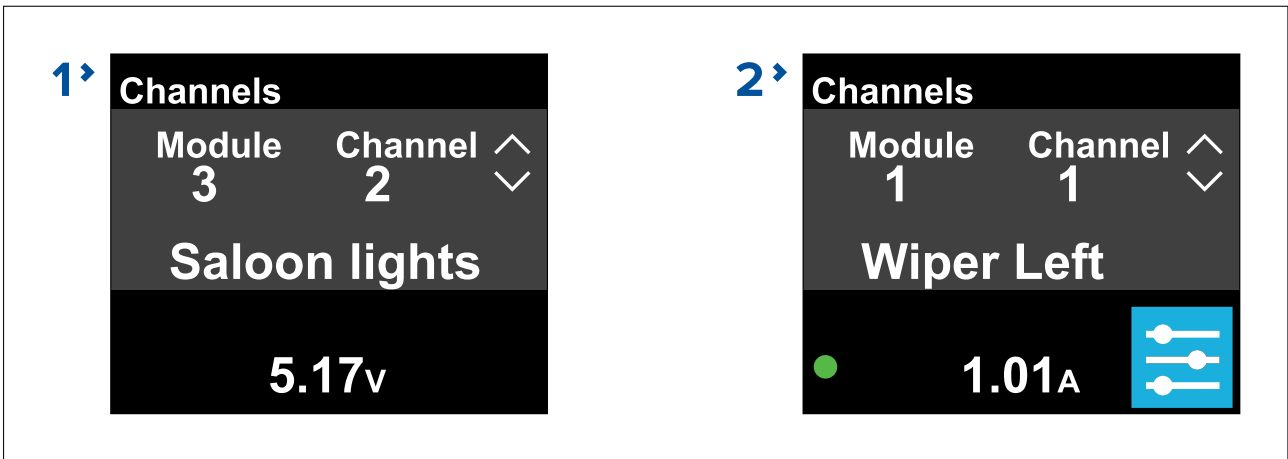 1
Channels
Module Channel
3 2
Saloon lights
5.17V
2
Channels
Module Channel
1 1
Wiper Left
1.01A